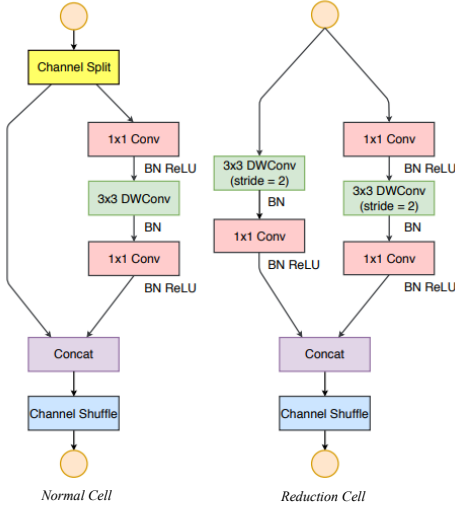 Channel Split
1x1 Conv
BN ReLU
3x3 DWConv
BN
1x1 Conv
BN ReLU
Concat
Channel Shuffle
Normal Cell
3x3 DWConv
(stride = 2)
BN
1x1 Conv
BN ReLU
1x1 Conv
BN ReLU
3x3 DWConv
(stride = 2)
BN
1x1 Conv
BN ReLU
Concat
Channel Shuffle
Reduction Cell